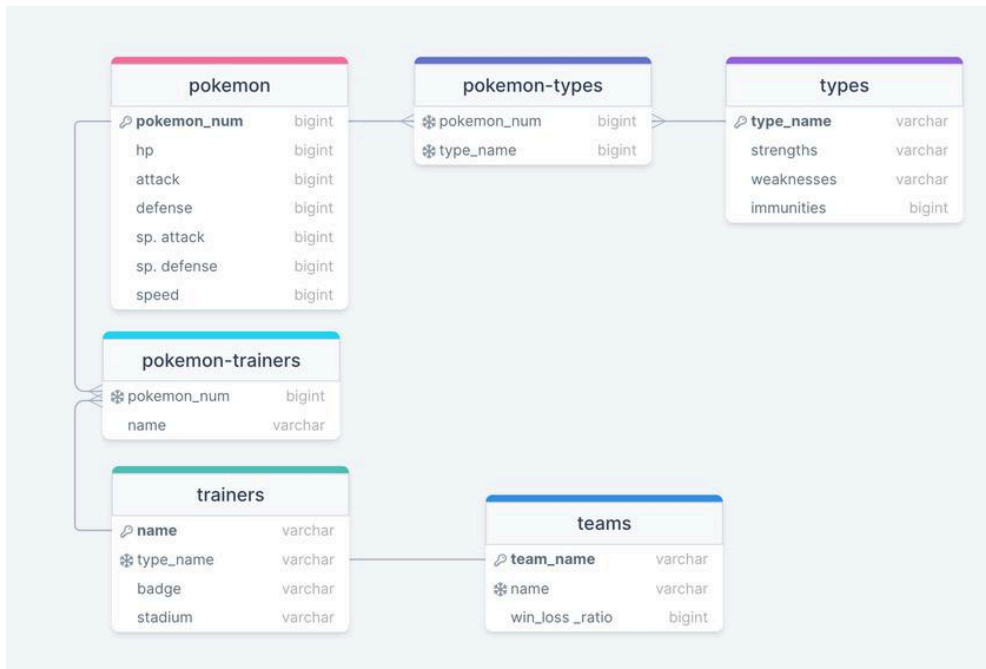 pokemon
pokemon_num bigint
hp bigint
attack bigint
defense bigint
sp. attack bigint
sp. defense bigint
speed bigint
pokemon-types
pokemon_num bigint
type_name bigint
types
type_name varchar
strengths varchar
weaknesses varchar
immunities bigint
pokemon-trainers
pokemon_num bigint
name varchar
trainers
name varchar
type_name varchar
badge varchar
stadium varchar
teams
team_name varchar
name varchar
win_loss _ratio bigint